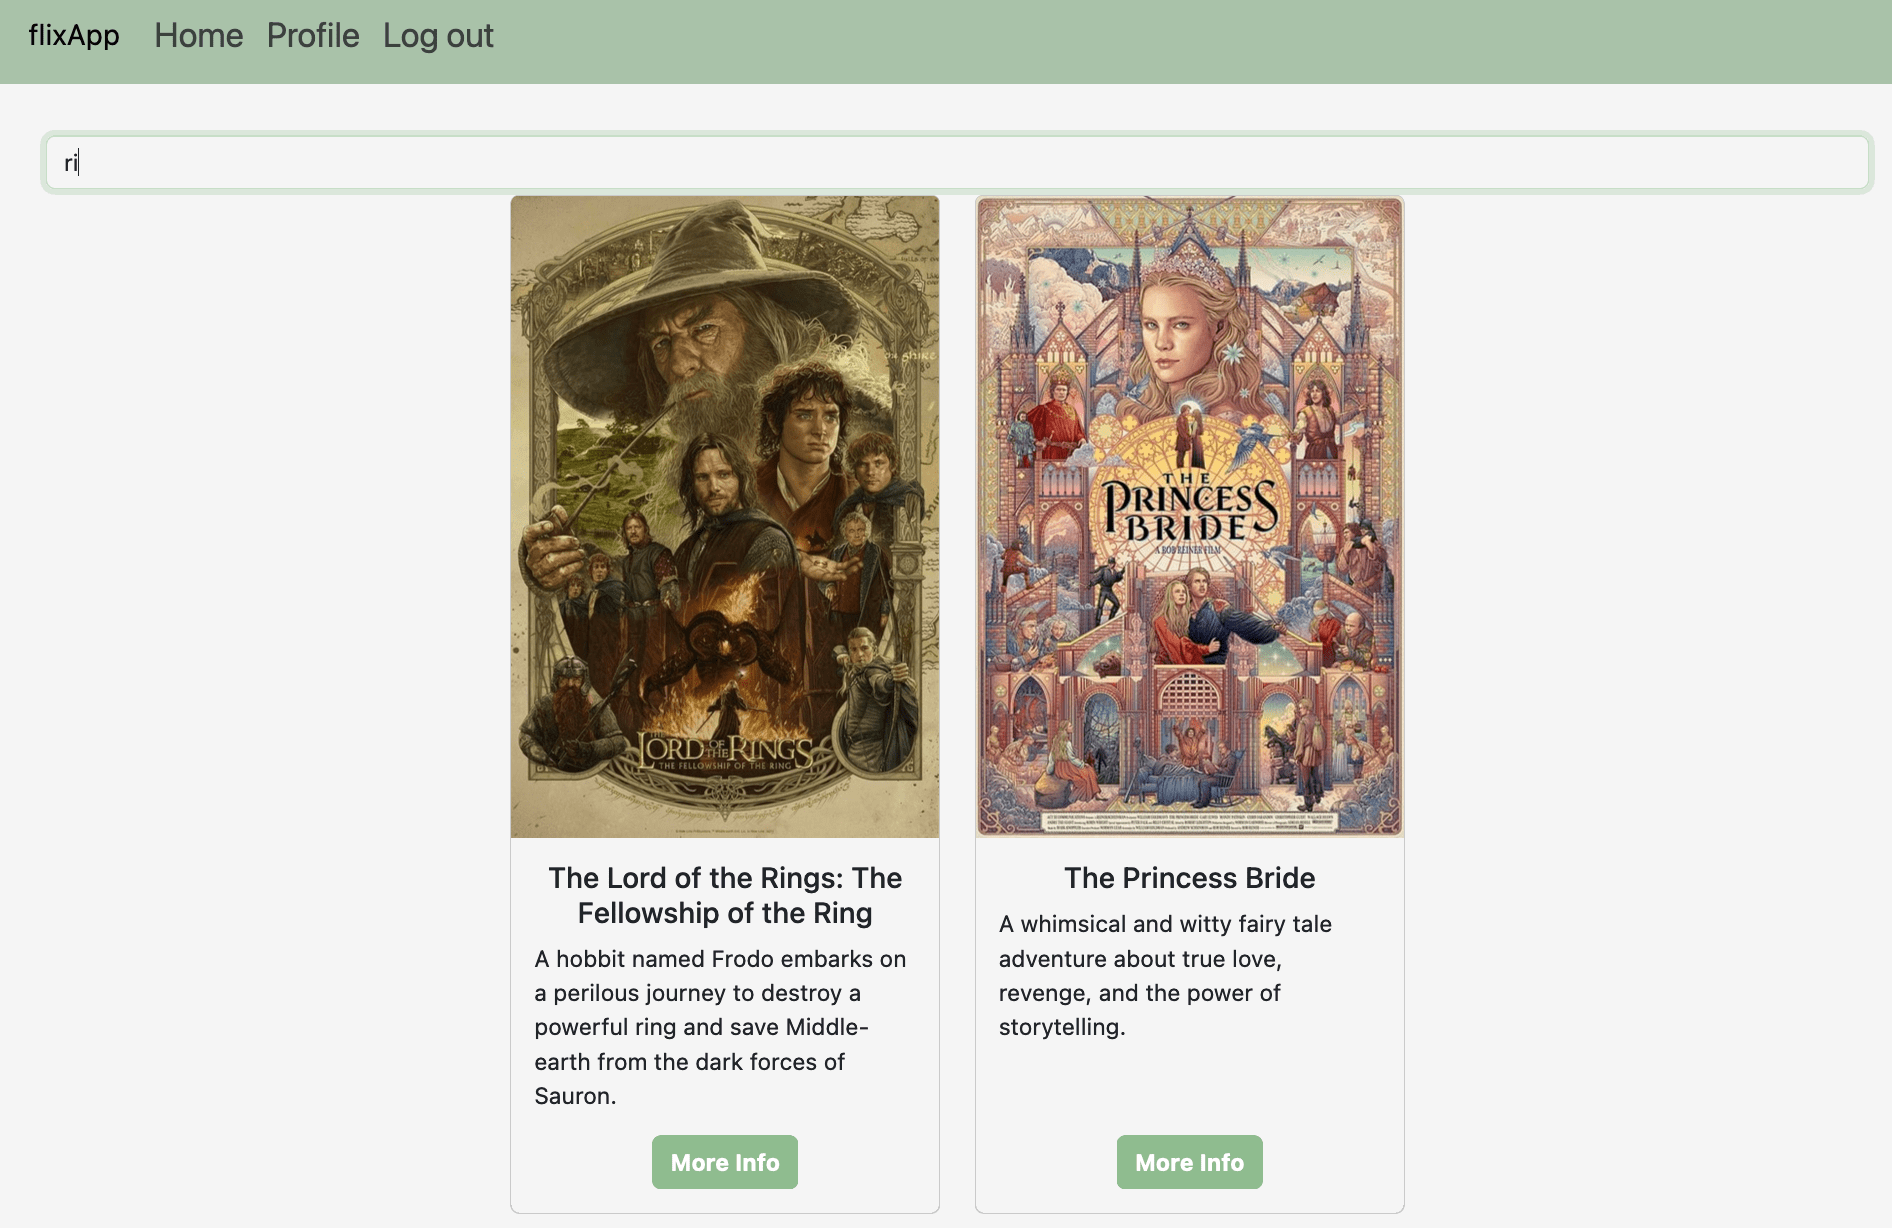 flixApp Home Profile Log out
ri
ON SHIRE
THE
LORD OF THE RINGS
THE FELLOWSHIP OF THE RING
THE
PRINCESS
BRIDE
A ROB REINER FILM
The Lord of the Rings: The
Fellowship of the Ring
A hobbit named Frodo embarks on
a perilous journey to destroy a
powerful ring and save Middle-
earth from the dark forces of
Sauron.
More Info
The Princess Bride
A whimsical and witty fairy tale
adventure about true love,
revenge, and the power of
storytelling.
More Info